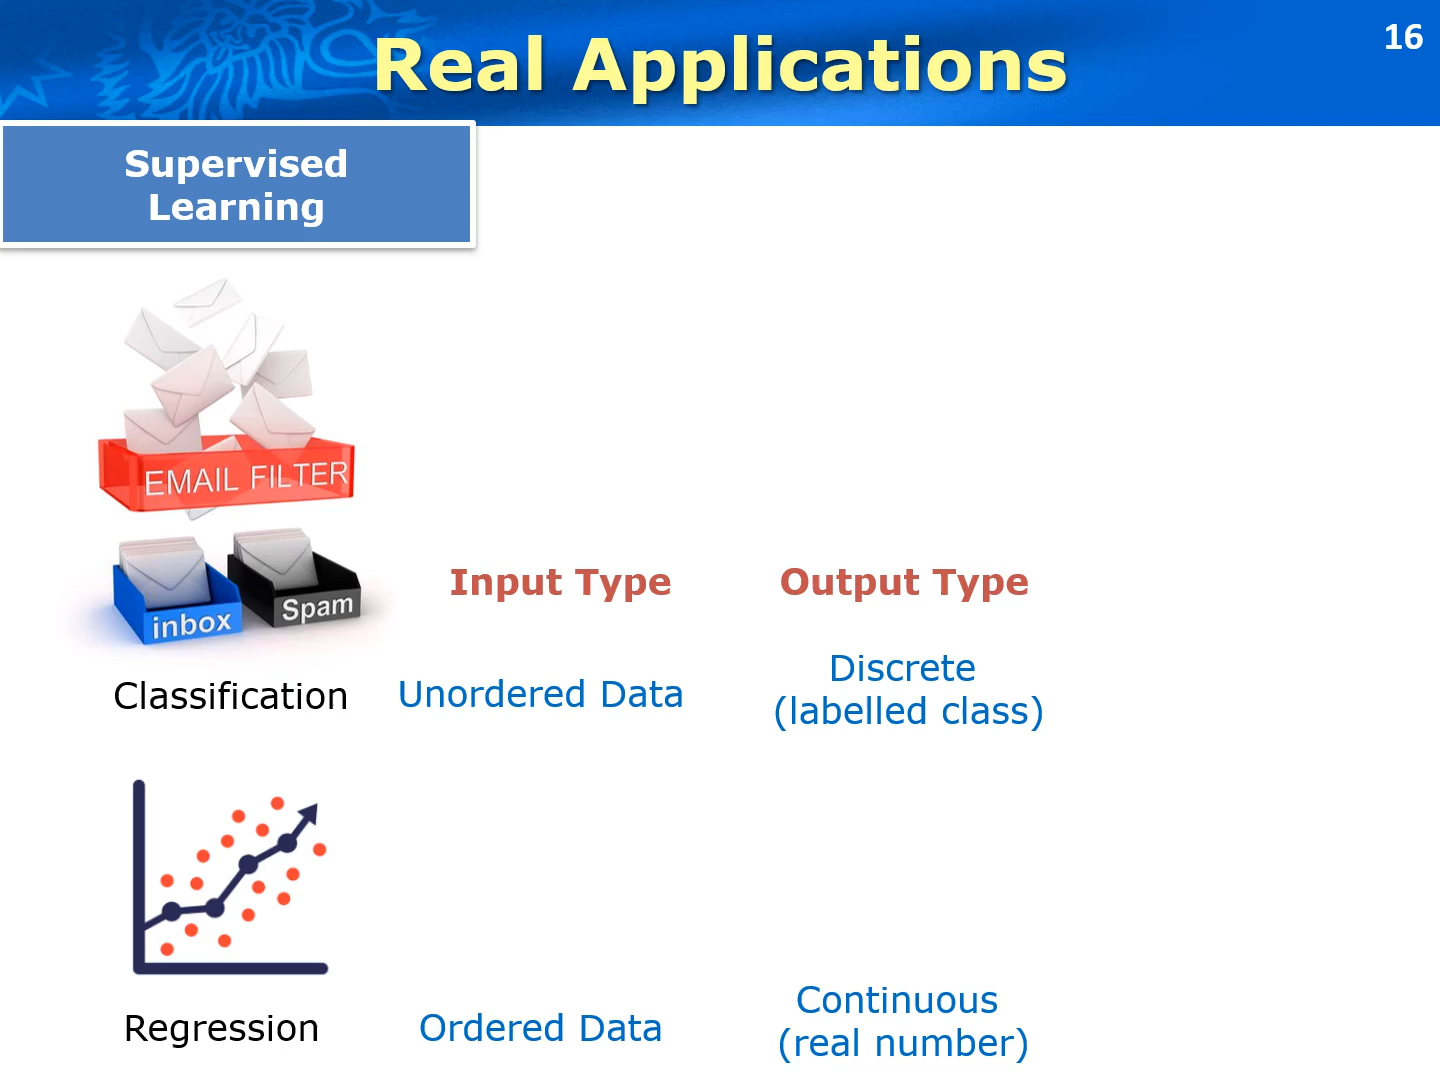 Real Applications
16
Supervised
Learning
EMAIL FILTER
inbox
Spam
Input Type
Output Type
Classification
Unordered Data
Discrete
(labelled class)
Regression
Ordered Data
Continuous
(real number)